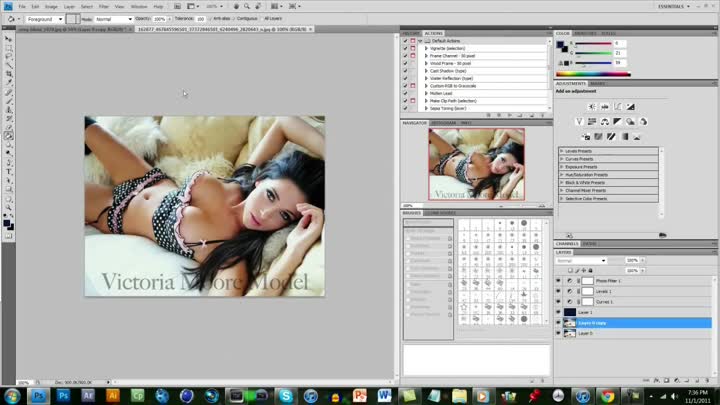 File Edit Image Layer Select Filter View Window Help
100%
ESSENTIALS
Foreground
Mode: Normal
Opacity: 100%
Tolerance: 100
Anti-alias
Contiguous
All Layers
HISTORY ACTIONS
Default Actions
Vignette (selection)
Frame Channel - 50 pixel
Wood Frame - 50 pixel
Cast Shadow (type)
Water Reflection (type)
Custom RGB to Grayscale
Molten Lead
Make Clip Path (selection)
Sepia Toning (layer)
NAVIGATOR HISTOGRAM INFO
Victoria Moore Model
100%
BRUSHES CLONE SOURCE
COLOR SWATCHES STYLES
R
G
B
ADJUSTMENTS MASKS
Add an adjustment
Levels Presets
Curves Presets
Exposure Presets
Hue/Saturation Presets
Black & White Presets
Channel Mixer Presets
Selective Color Presets
CHANNELS PATHS
LAYERS
Normal
100%
100%
Photo Filter 1
Levels 1
Curves 1
Layer 1
Layer 0 copy
Layer 0
Victoria Moore Model
100%
Doc: 900.0K/900.0K
7:36 PM
11/1/2011